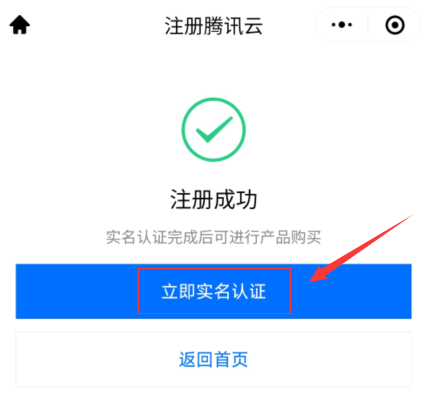 注册腾讯云
注册成功
实名认证完成后可进行产品购买
立即实名认证
返回首页